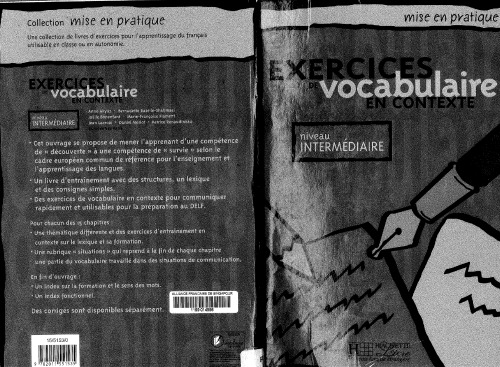 Collection mise en pratique
Une collection de livres d'exercices pour l'apprentissage du français
utilisable en classe ou en autonomie.
EXERCICES
DE vocabulaire
EN CONTEXTE
niveau
INTERMÉDIAIRE
• Cet ouvrage se propose de mener l'apprenant d'une compétence
de « découverte » à une compétence de « survie » selon le
cadre européen commun de référence pour l'enseignement et
l'apprentissage des langues.
• Un livre d'entraînement avec des structures, un lexique
et des consignes simples.
• Des exercices de vocabulaire en contexte pour communiquer
rapidement et utilisables pour la préparation au DELF.
Pour chacun des 15 chapitres :
• Une thématique différente et des exercices d'entraînement en
contexte sur le lexique et sa formation.
• Une rubrique « situations » qui reprend à la fin de chaque chapitre
une partie du vocabulaire travaillé dans des situations de communication.
En fin d'ouvrage :
• Un index sur la formation et le sens des mots.
• Un index fonctionnel.
Des corrigés sont disponibles séparément.
15/5153/0
mise en pratique
EXERCICES
DE vocabulaire
EN CONTEXTE
niveau
INTERMÉDIAIRE
HACHETTE